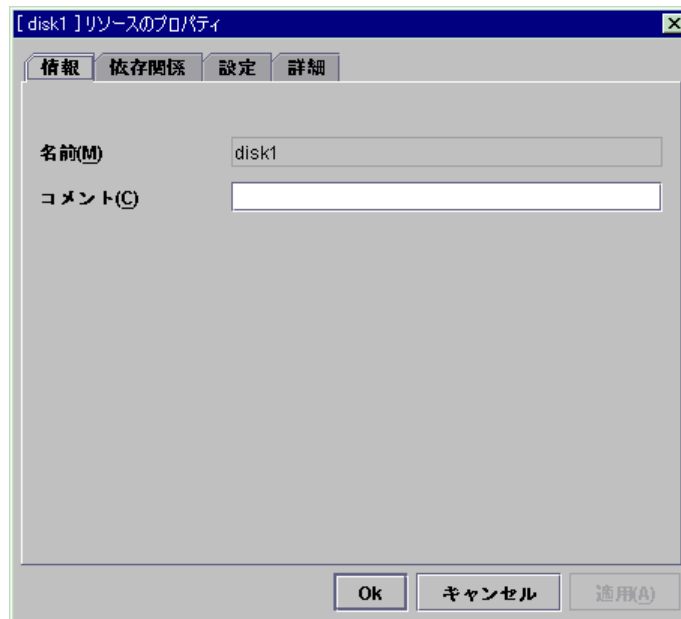 [ disk1 ]リソースのプロパティ
情報 依存関係 設定 詳細
名前(M) disk1
コメント(C)
Ok キャンセル 適用(A)